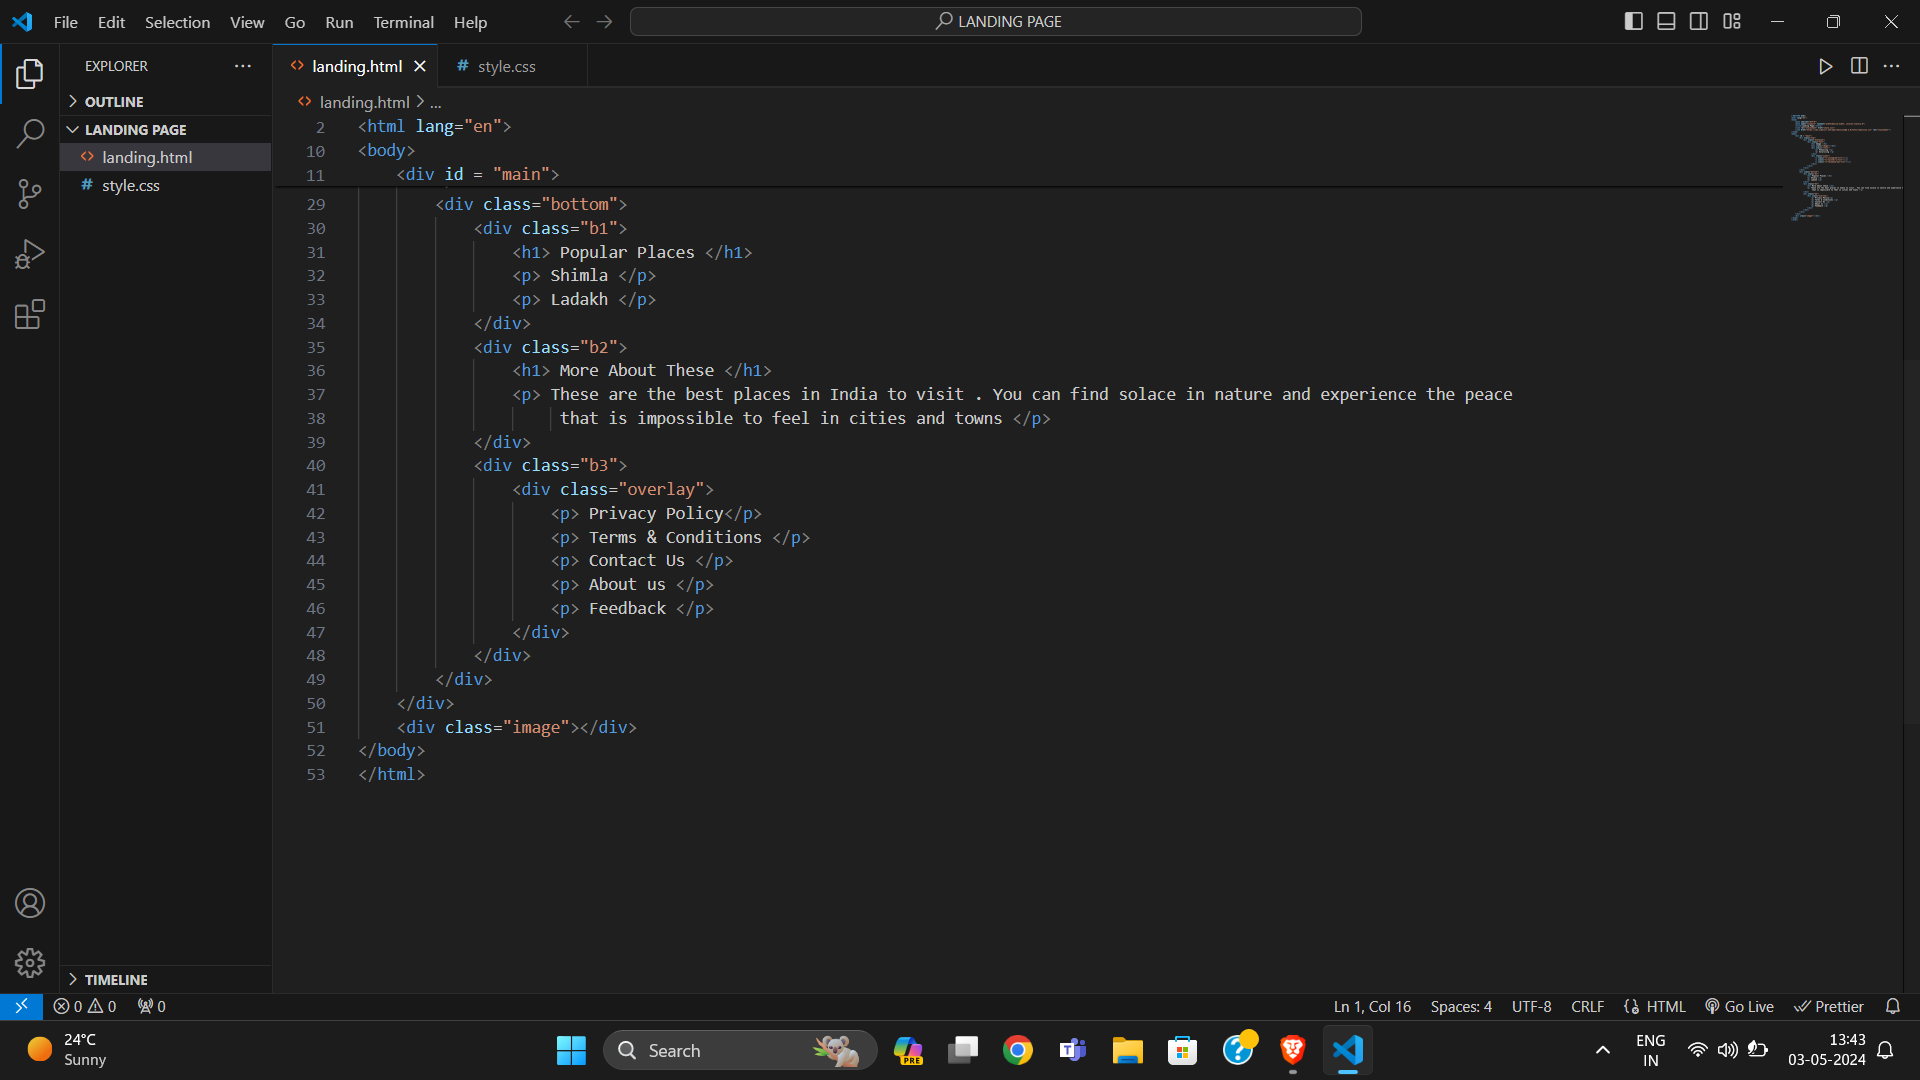 File Edit Selection View Go Run Terminal Help
LANDING PAGE
EXPLORER
landing.html
# style.css
OUTLINE
LANDING PAGE
landing.html
# style.css
landing.html > ...
2 <html lang="en">
10 <body>
11 <div id = "main">
29 <div class="bottom">
30 <div class="b1">
31 <h1> Popular Places </h1>
32 <p> Shimla </p>
33 <p> Ladakh </p>
34 </div>
35 <div class="b2">
36 <h1> More About These </h1>
37 <p> These are the best places in India to visit . You can find solace in nature and experience the peace
38 that is impossible to feel in cities and towns </p>
39 </div>
40 <div class="b3">
41 <div class="overlay">
42 <p> Privacy Policy</p>
43 <p> Terms & Conditions </p>
44 <p> Contact Us </p>
45 <p> About us </p>
46 <p> Feedback </p>
47 </div>
48 </div>
49 </div>
50 </div>
51 <div class="image"></div>
52 </body>
53 </html>
TIMELINE
0 0 0
Ln 1, Col 16 Spaces: 4 UTF-8 CRLF HTML Go Live Prettier
24°C
Sunny
Search
PRE
ENG
IN
13:43
03-05-2024